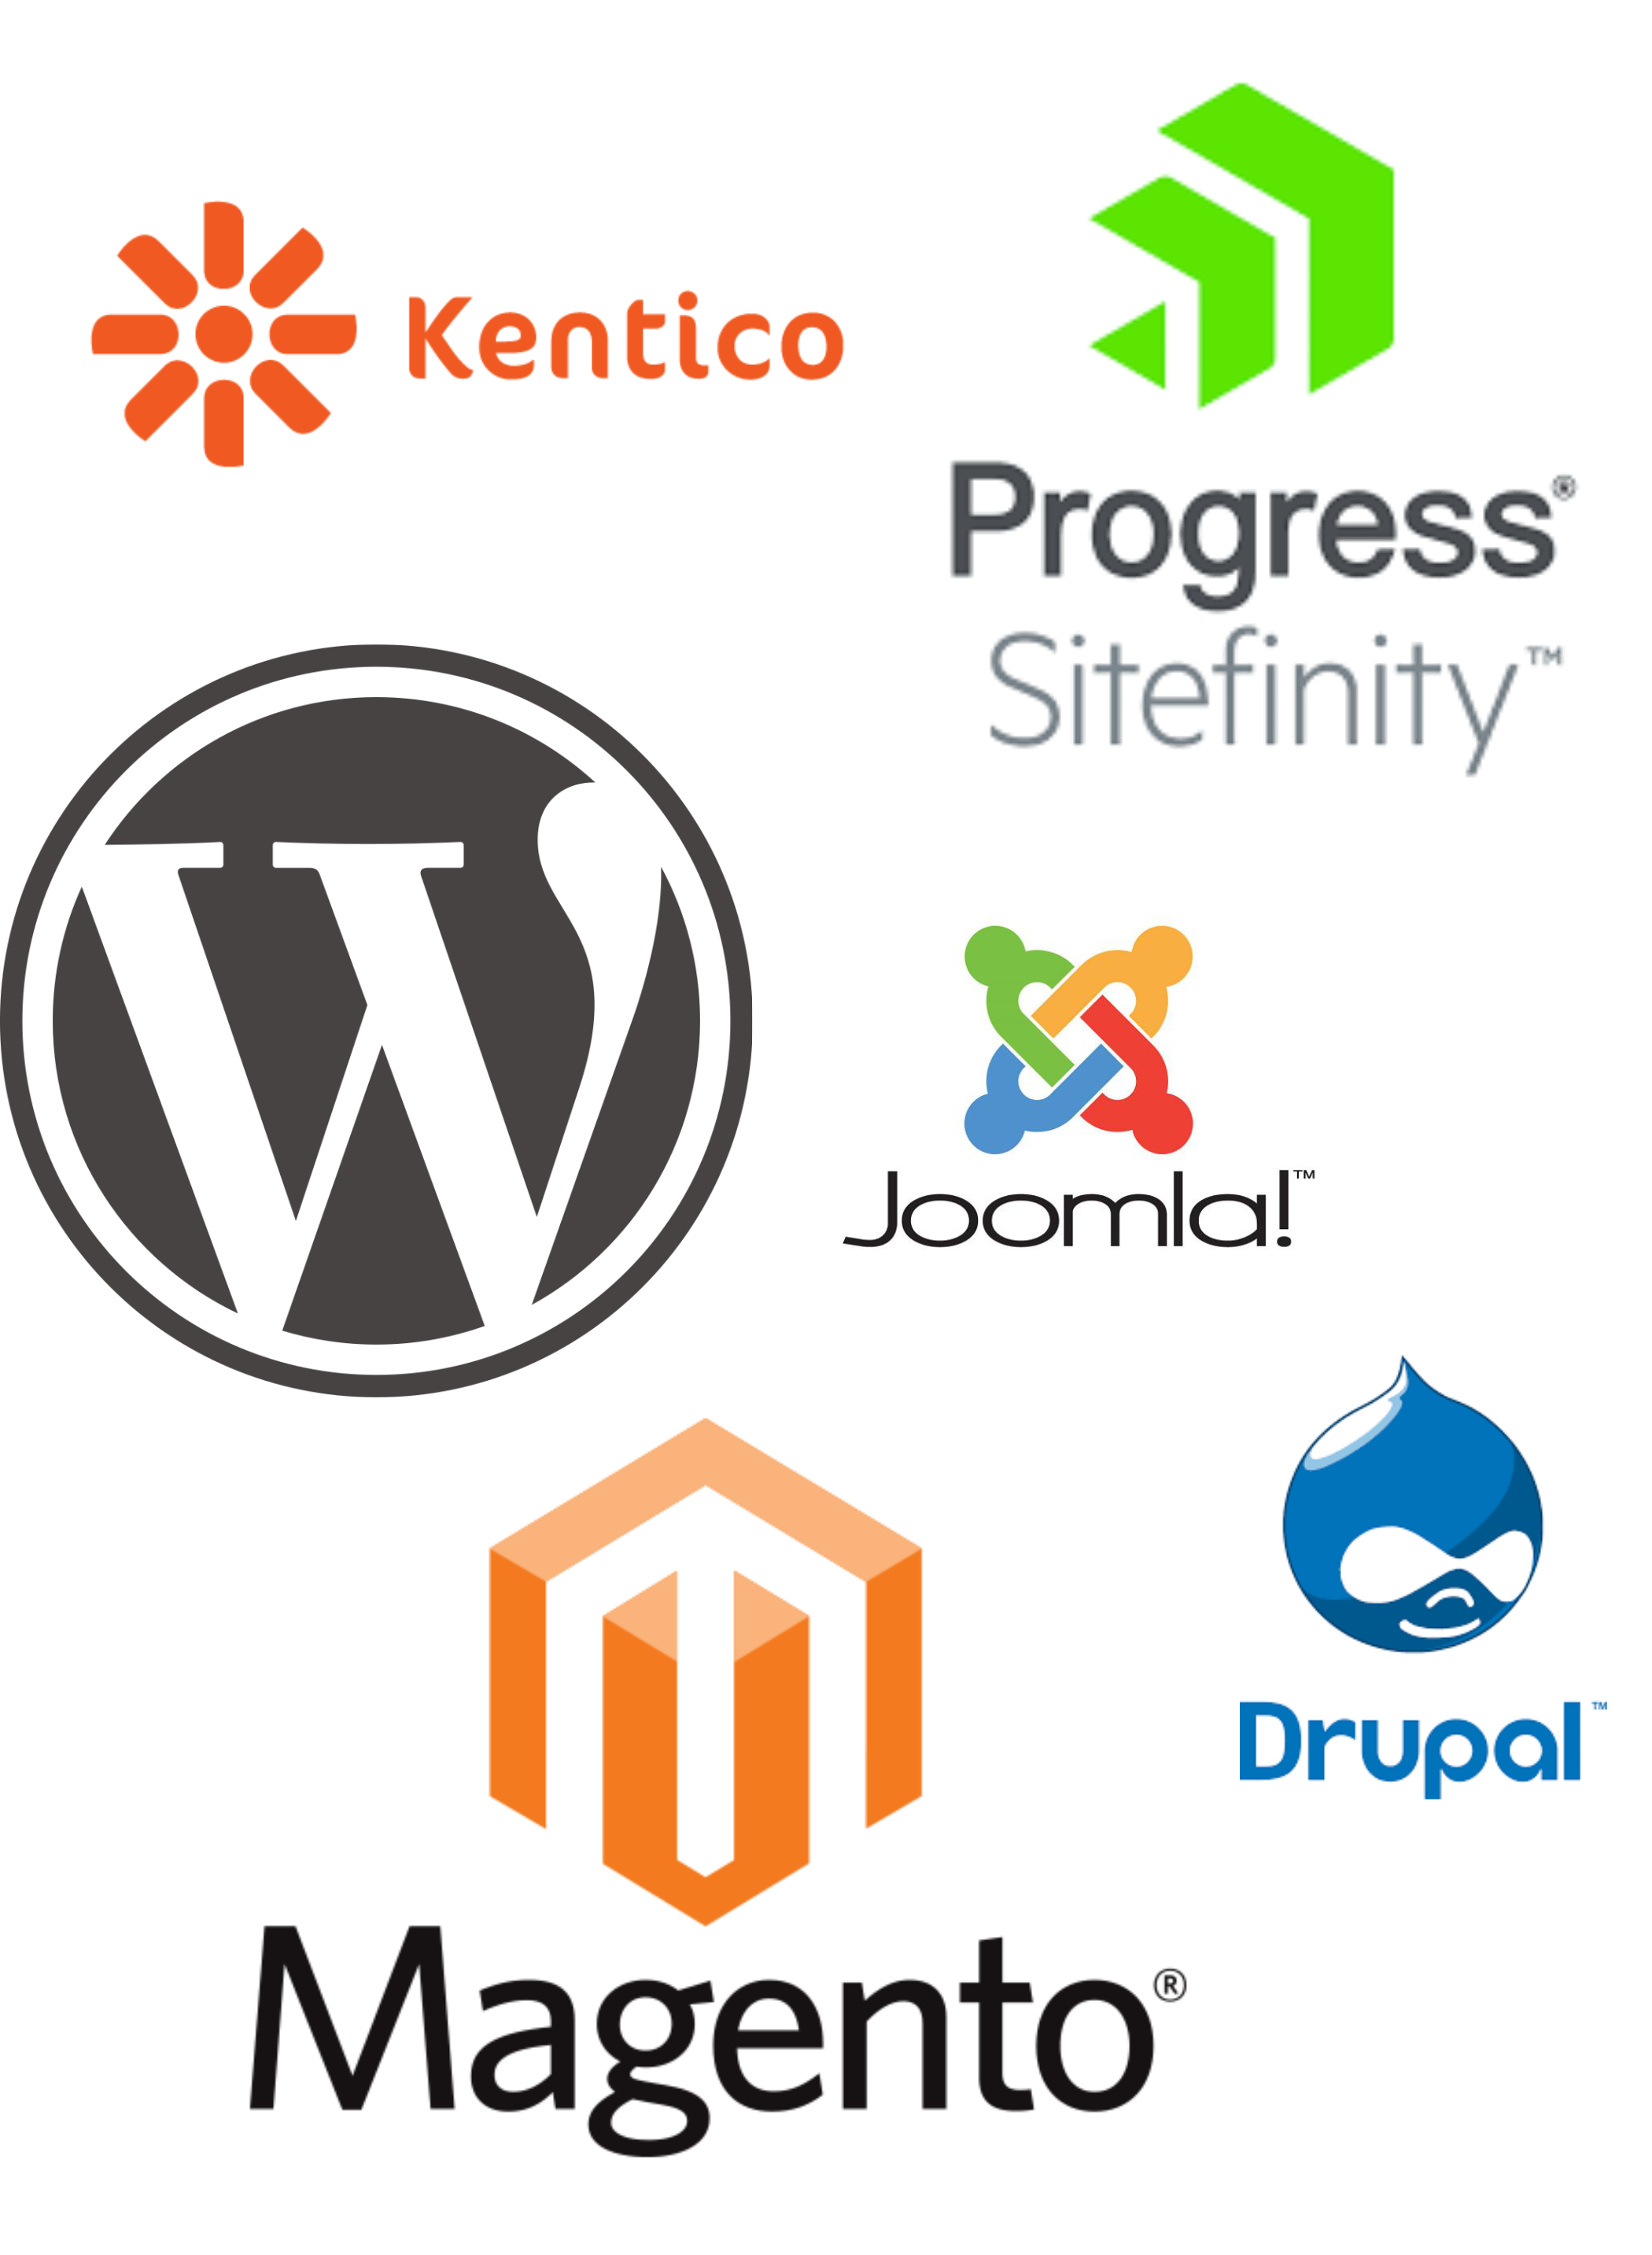 Kentico
Progress®
Sitefinity™
W
Joomla!™
Drupal™
Magento®